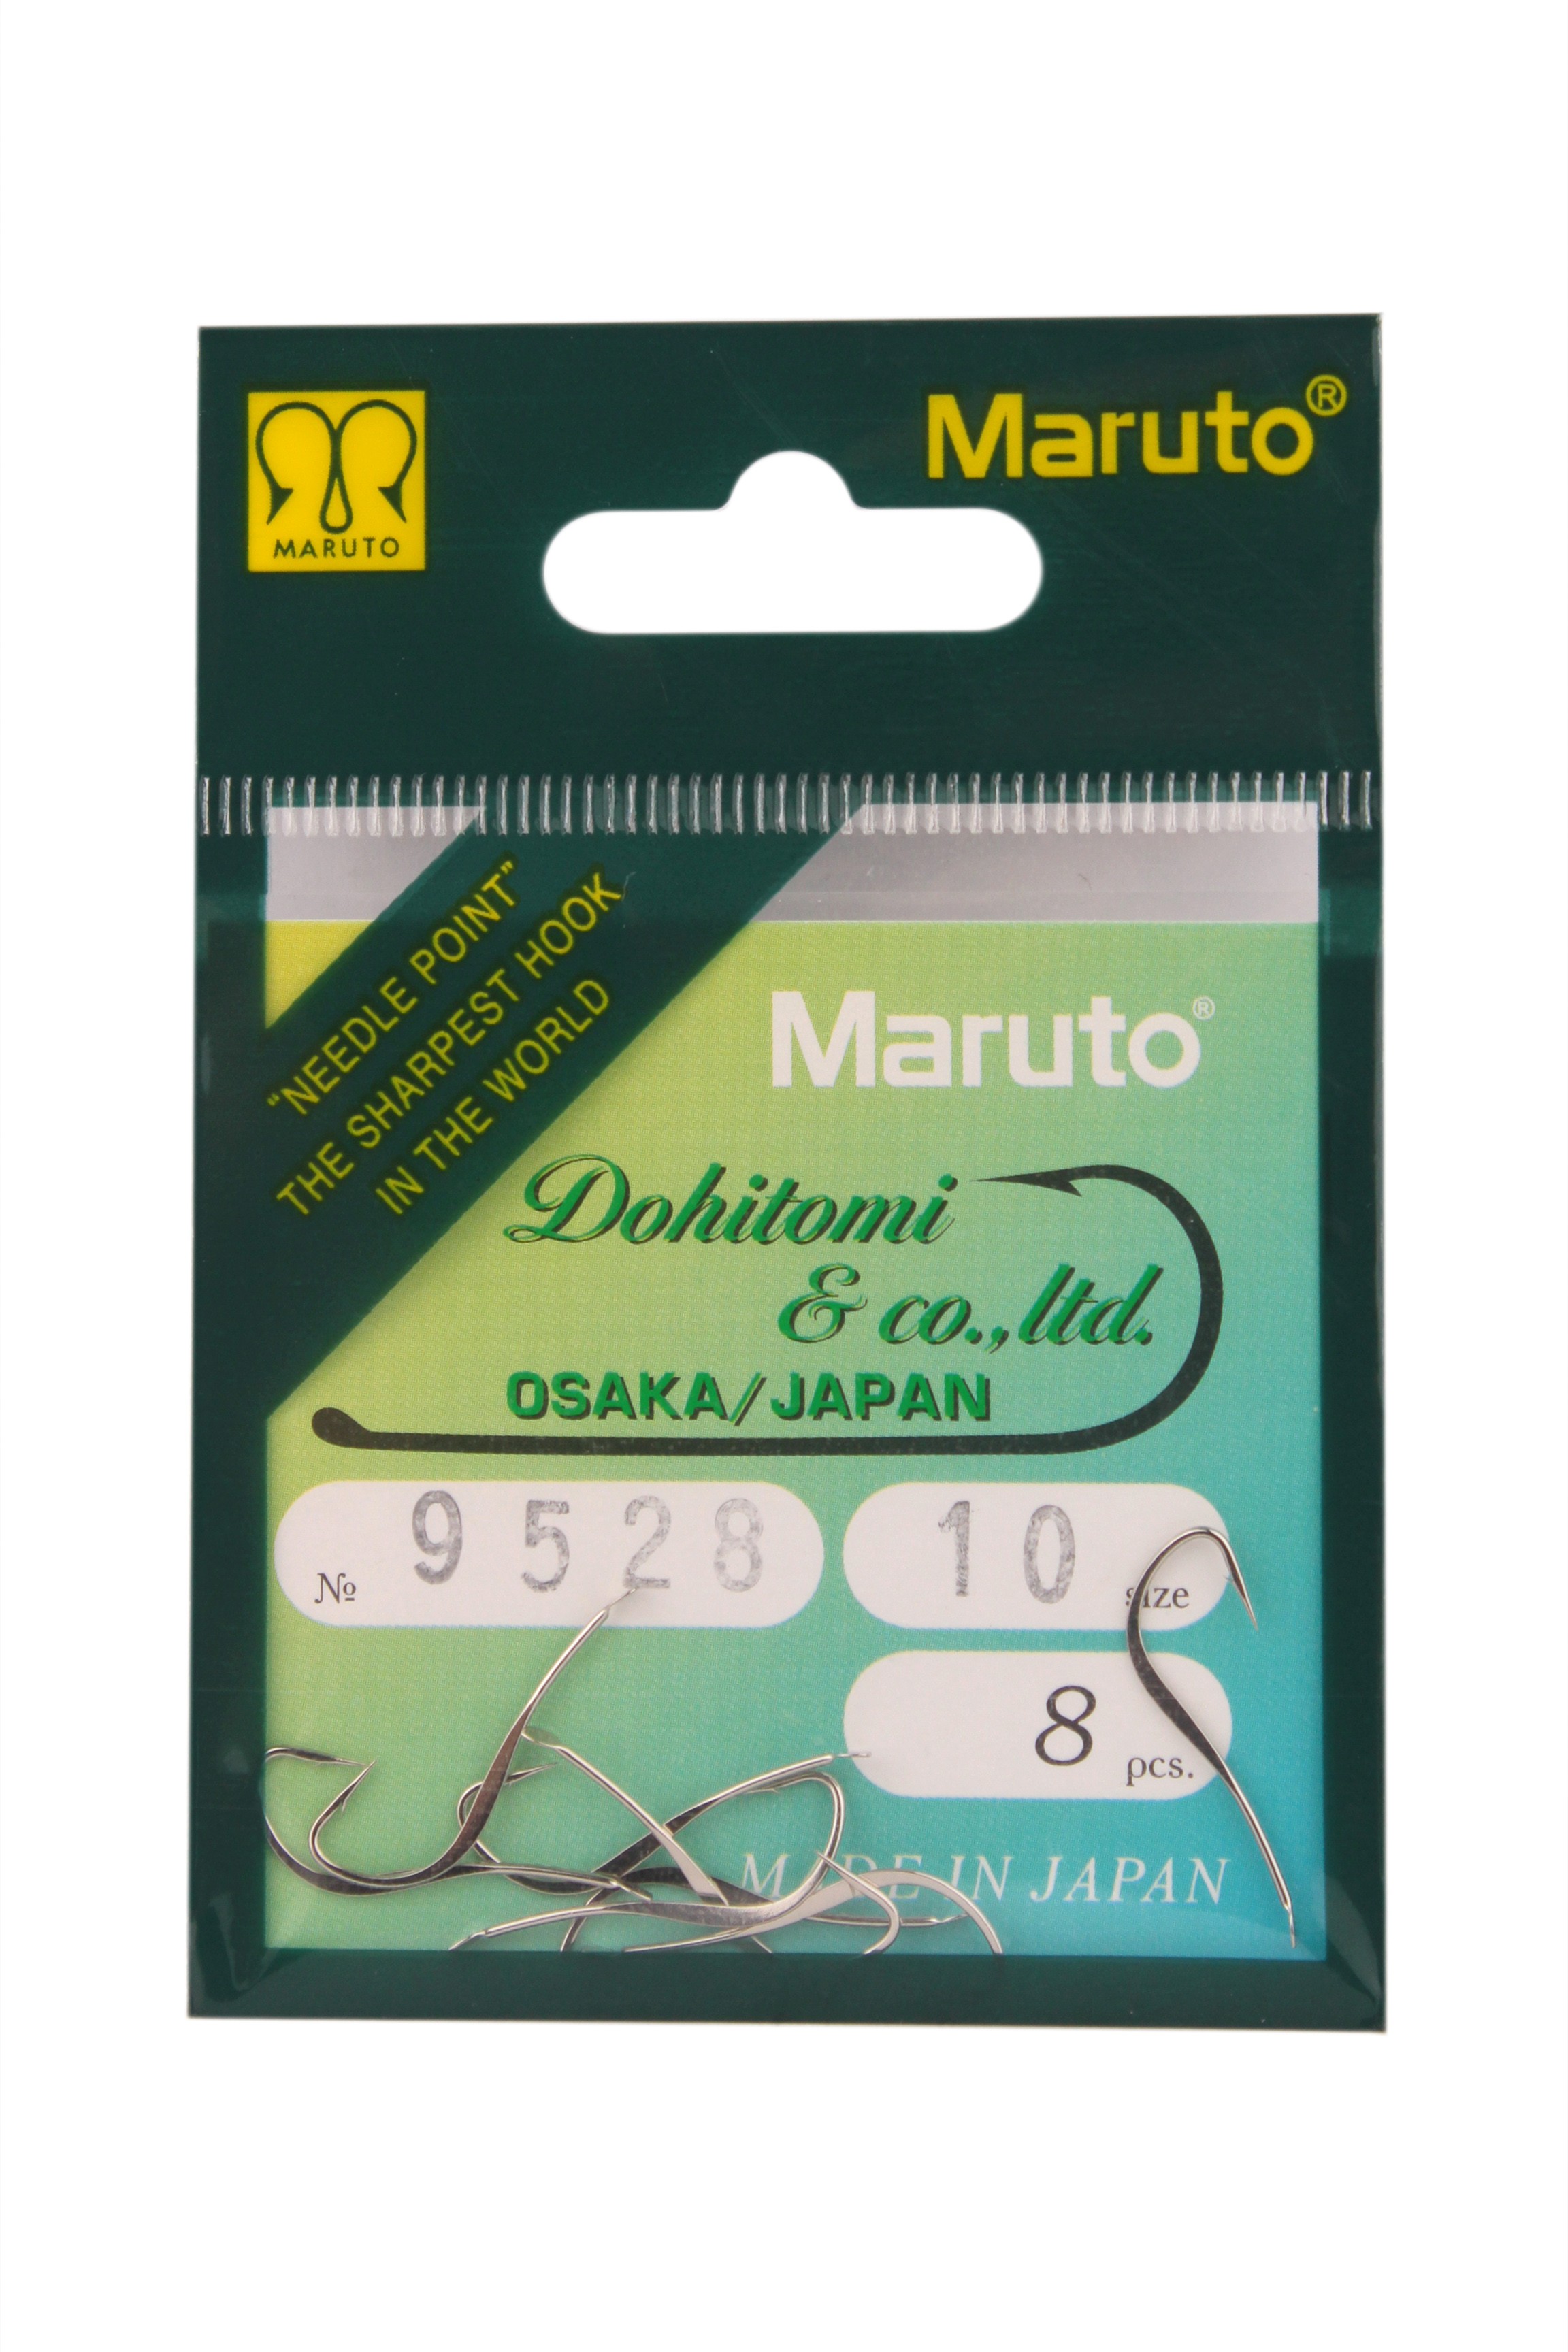 MARUTO
Maruto®
“NEEDLE POINT”
THE SHARPEST HOOK
IN THE WORLD
Maruto®
Dohitomi
& co., ltd.
OSAKA/JAPAN
№ 9528
10 size
8 pcs.
MADE IN JAPAN